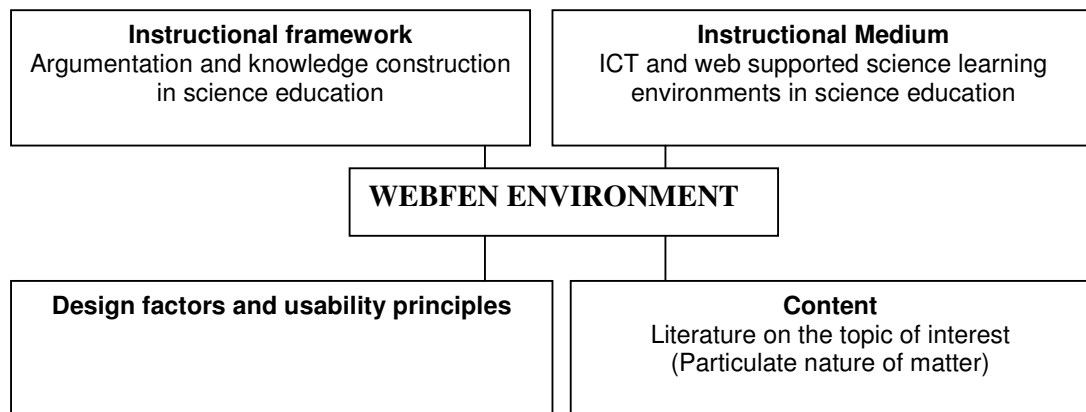 Instructional framework
Argumentation and knowledge construction
in science education
Instructional Medium
ICT and web supported science learning
environments in science education
WEBFEN ENVIRONMENT
Design factors and usability principles
Content
Literature on the topic of interest
(Particulate nature of matter)